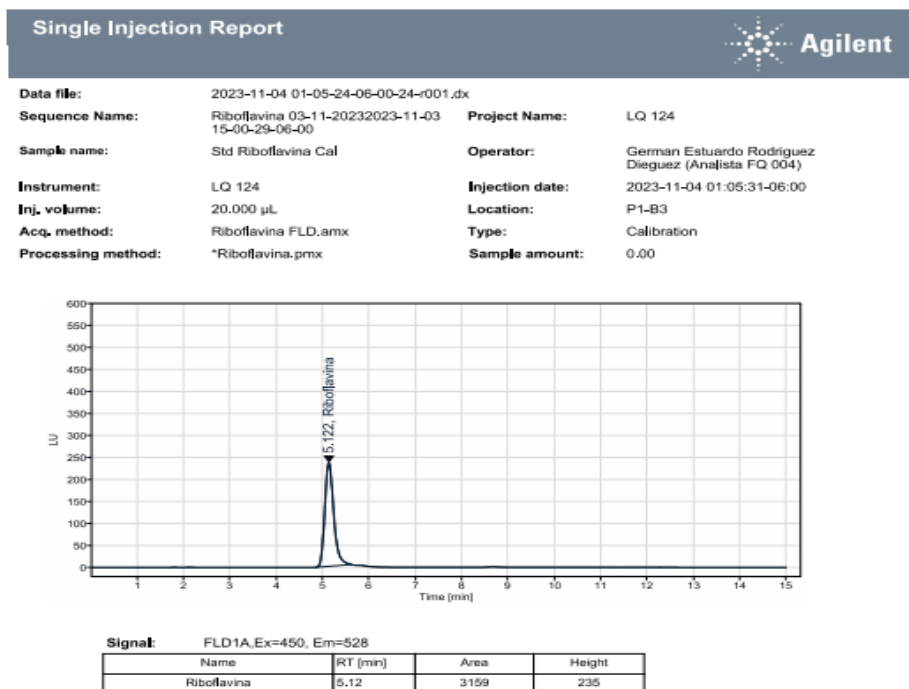 Single Injection Report
Agilent
Data file: 2023-11-04 01-05-24-06-00-24-r001.dx
Sequence Name: Riboflavina 03-11-20232023-11-03 Project Name: LQ 124
15-00-29-06-00
Sample name: Std Riboflavina Cal Operator: German Estuardo Rodriguez
Dieguez (Analista FQ 004)
Instrument: LQ 124 Injection date: 2023-11-04 01:05:31-06:00
Inj. volume: 20.000 µL Location: P1-B3
Acq. method: Riboflavina FLD.amx Type: Calibration
Processing method: *Riboflavina.pmx Sample amount: 0.00
600
550
500
450
400
350
300
250
200
150
100
50
0
LU
5.122, Riboflavina
1 2 3 4 5 6 7 8 9 10 11 12 13 14 15
Time [min]
Signal: FLD1A,Ex=450, Em=528
Name RT [min] Area Height
Riboflavina 5.12 3159 235